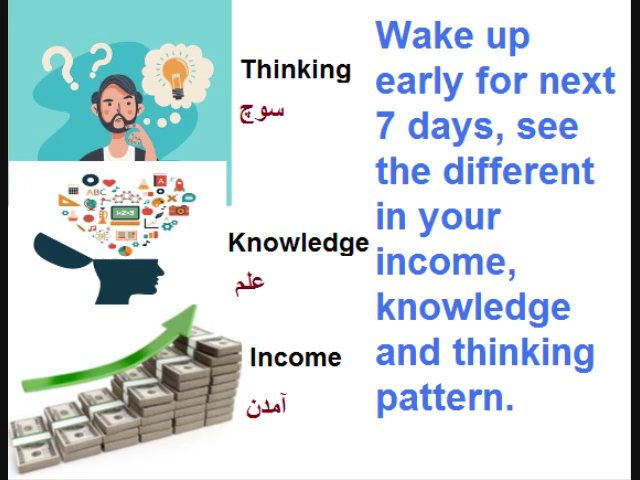 Thinking
سوچ
Knowledge
علم
Income
آمدن
Wake up
early for next
7 days, see
the different
in your
income,
knowledge
and thinking
pattern.